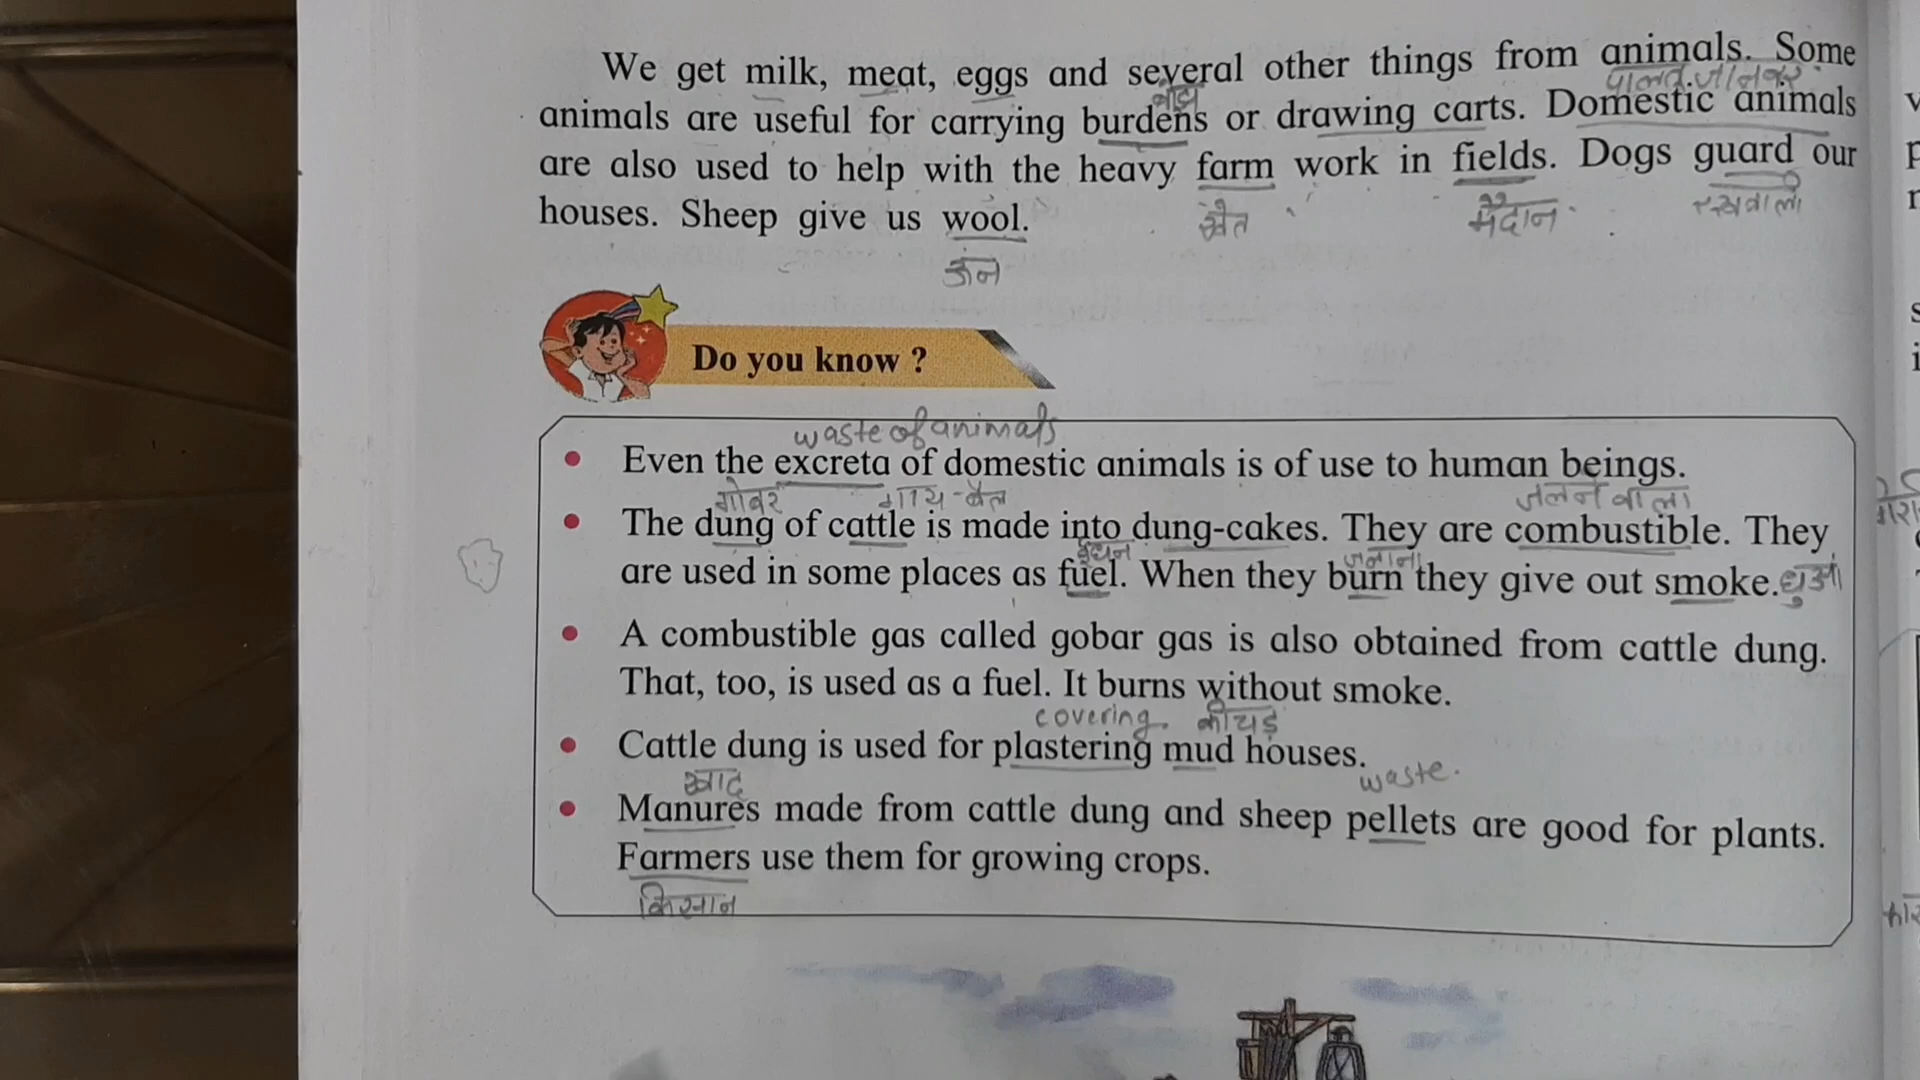 We get milk, meat, eggs and several other things from animals. Some
पालतू जानवर
बोझ
animals are useful for carrying burdens or drawing carts. Domestic animals
are also used to help with the heavy farm work in fields. Dogs guard our
खेत मैदान रखवाली
houses. Sheep give us wool.
ऊन
Do you know ?
waste of animals
• Even the excreta of domestic animals is of use to human beings.
गोबर गाय-बैल जलने वाला
• The dung of cattle is made into dung-cakes. They are combustible. They
ईंधन जलाना
are used in some places as fuel. When they burn they give out smoke. धुआँ
• A combustible gas called gobar gas is also obtained from cattle dung.
That, too, is used as a fuel. It burns without smoke.
covering कीचड़
• Cattle dung is used for plastering mud houses.
खाद waste.
• Manures made from cattle dung and sheep pellets are good for plants.
Farmers use them for growing crops.
किसान